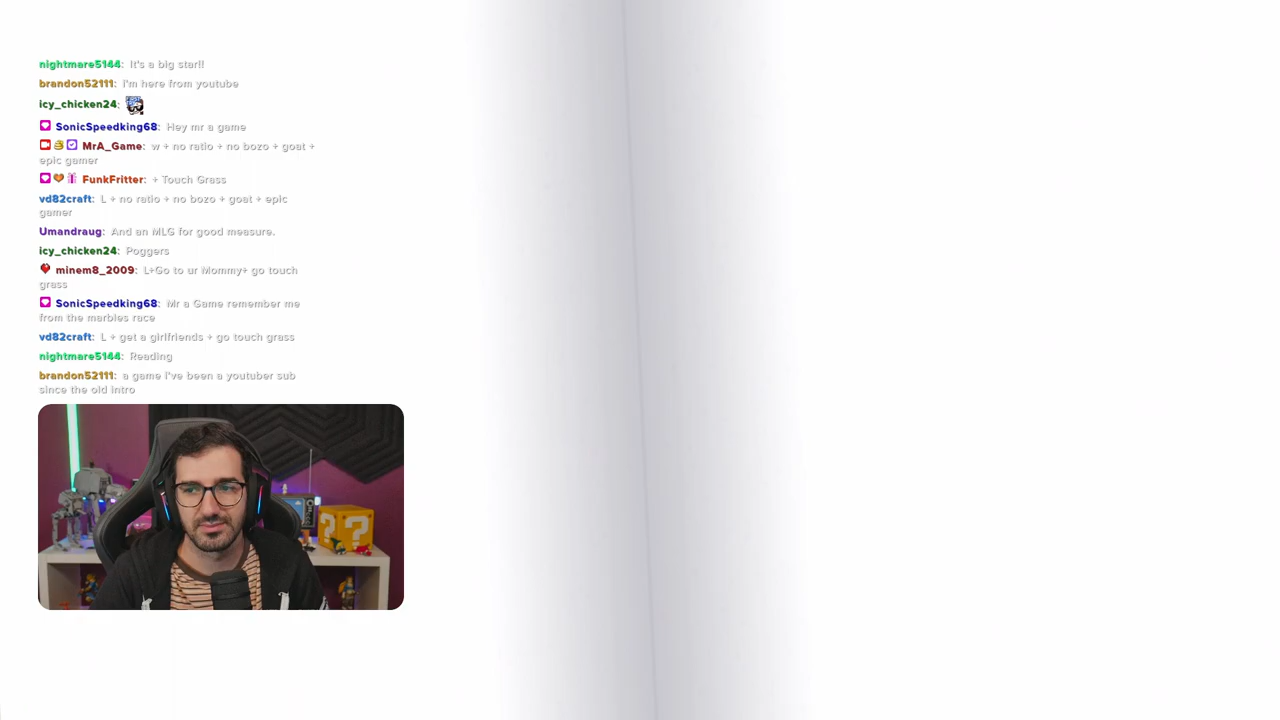 nightmare5144: It's a big star!!
brandon52111: I'm here from youtube
icy_chicken24:
SonicSpeedking68: Hey mr a game
MrA_Game: w + no ratio + no bozo + goat +
epic gamer
FunkFritter: + Touch Grass
vd82craft: L + no ratio + no bozo + goat + epic
gamer
Umandraug: And an MLG for good measure.
icy_chicken24: Poggers
minem8_2009: L+Go to ur Mommy+ go touch
grass
SonicSpeedking68: Mr a Game remember me
from the marbles race
vd82craft: L + get a girlfriends + go touch grass
nightmare5144: Reading
brandon52111: a game I've been a youtuber sub
since the old intro